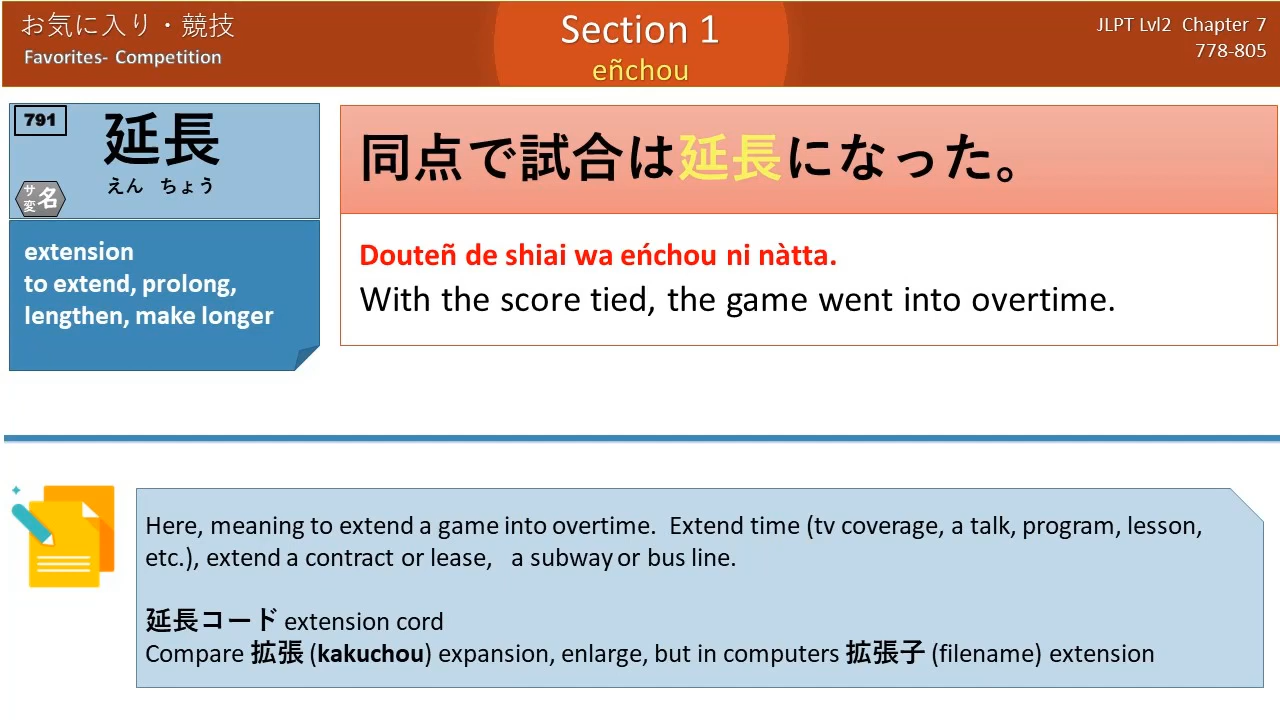 お気に入り・競技
Favorites- Competition
Section 1
eñchou
JLPT Lvl2 Chapter 7
778-805
791
延長
えん ちょう
サ変 名
extension
to extend, prolong,
lengthen, make longer
同点で試合は延長になった。
Douteñ de shiai wa eńchou ni nàtta.
With the score tied, the game went into overtime.
Here, meaning to extend a game into overtime. Extend time (tv coverage, a talk, program, lesson,
etc.), extend a contract or lease, a subway or bus line.
延長コード extension cord
Compare 拡張 (kakuchou) expansion, enlarge, but in computers 拡張子 (filename) extension